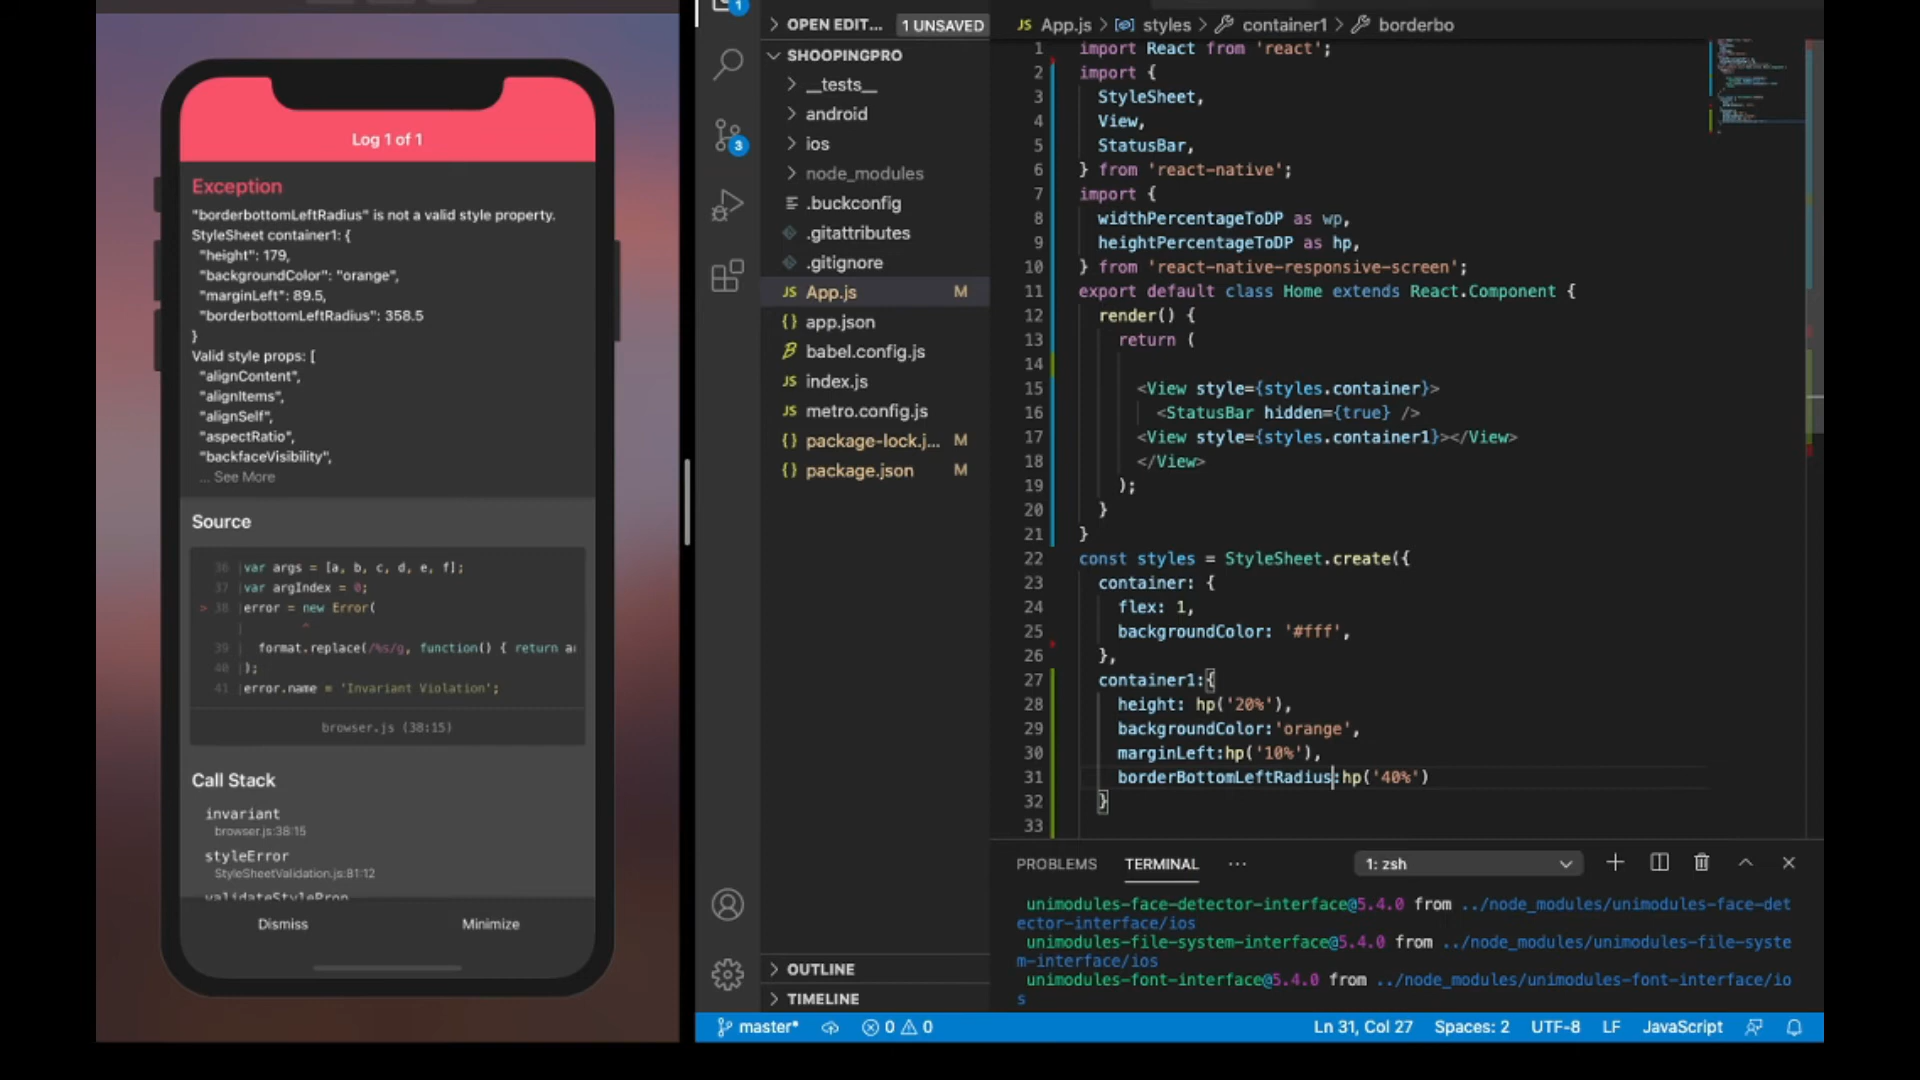 Log 1 of 1
Exception
"borderbottomLeftRadius" is not a valid style property.
StyleSheet container1: {
"height": 179,
"backgroundColor": "orange",
"marginLeft": 89.5,
"borderbottomLeftRadius": 358.5
}
Valid style props: [
"alignContent",
"alignItems",
"alignSelf",
"aspectRatio",
"backfaceVisibility",
... See More
Source
36 |var args = [a, b, c, d, e, f];
37 |var argIndex = 0;
> 38 |error = new Error(
| ^
39 | format.replace(/%s/g, function() { return a
40 |);
41 |error.name = 'Invariant Violation';
browser.js (38:15)
Call Stack
invariant
browser.js:38:15
styleError
StyleSheetValidation.js:81:12
validateStyleProp
Dismiss
Minimize
1
3
OPEN EDIT... 1 UNSAVED
SHOOPINGPRO
__tests__
android
ios
node_modules
.buckconfig
.gitattributes
.gitignore
JS App.js M
{} app.json
babel.config.js
JS index.js
JS metro.config.js
{} package-lock.j... M
{} package.json M
OUTLINE
TIMELINE
JS App.js > styles > container1 > borderbo
1 import React from 'react';
2 import {
3 StyleSheet,
4 View,
5 StatusBar,
6 } from 'react-native';
7 import {
8 widthPercentageToDP as wp,
9 heightPercentageToDP as hp,
10 } from 'react-native-responsive-screen';
11 export default class Home extends React.Component {
12 render() {
13 return (
14
15 <View style={styles.container}>
16 <StatusBar hidden={true} />
17 <View style={styles.container1}></View>
18 </View>
19 );
20 }
21 }
22 const styles = StyleSheet.create({
23 container: {
24 flex: 1,
25 backgroundColor: '#fff',
26 },
27 container1:{
28 height: hp('20%'),
29 backgroundColor:'orange',
30 marginLeft:hp('10%'),
31 borderBottomLeftRadius:hp('40%')
32 }
33
PROBLEMS TERMINAL ... 1: zsh
unimodules-face-detector-interface@5.4.0 from ../node_modules/unimodules-face-det
ector-interface/ios
unimodules-file-system-interface@5.4.0 from ../node_modules/unimodules-file-syste
m-interface/ios
unimodules-font-interface@5.4.0 from ../node_modules/unimodules-font-interface/io
s
master* 0 0 Ln 31, Col 27 Spaces: 2 UTF-8 LF JavaScript